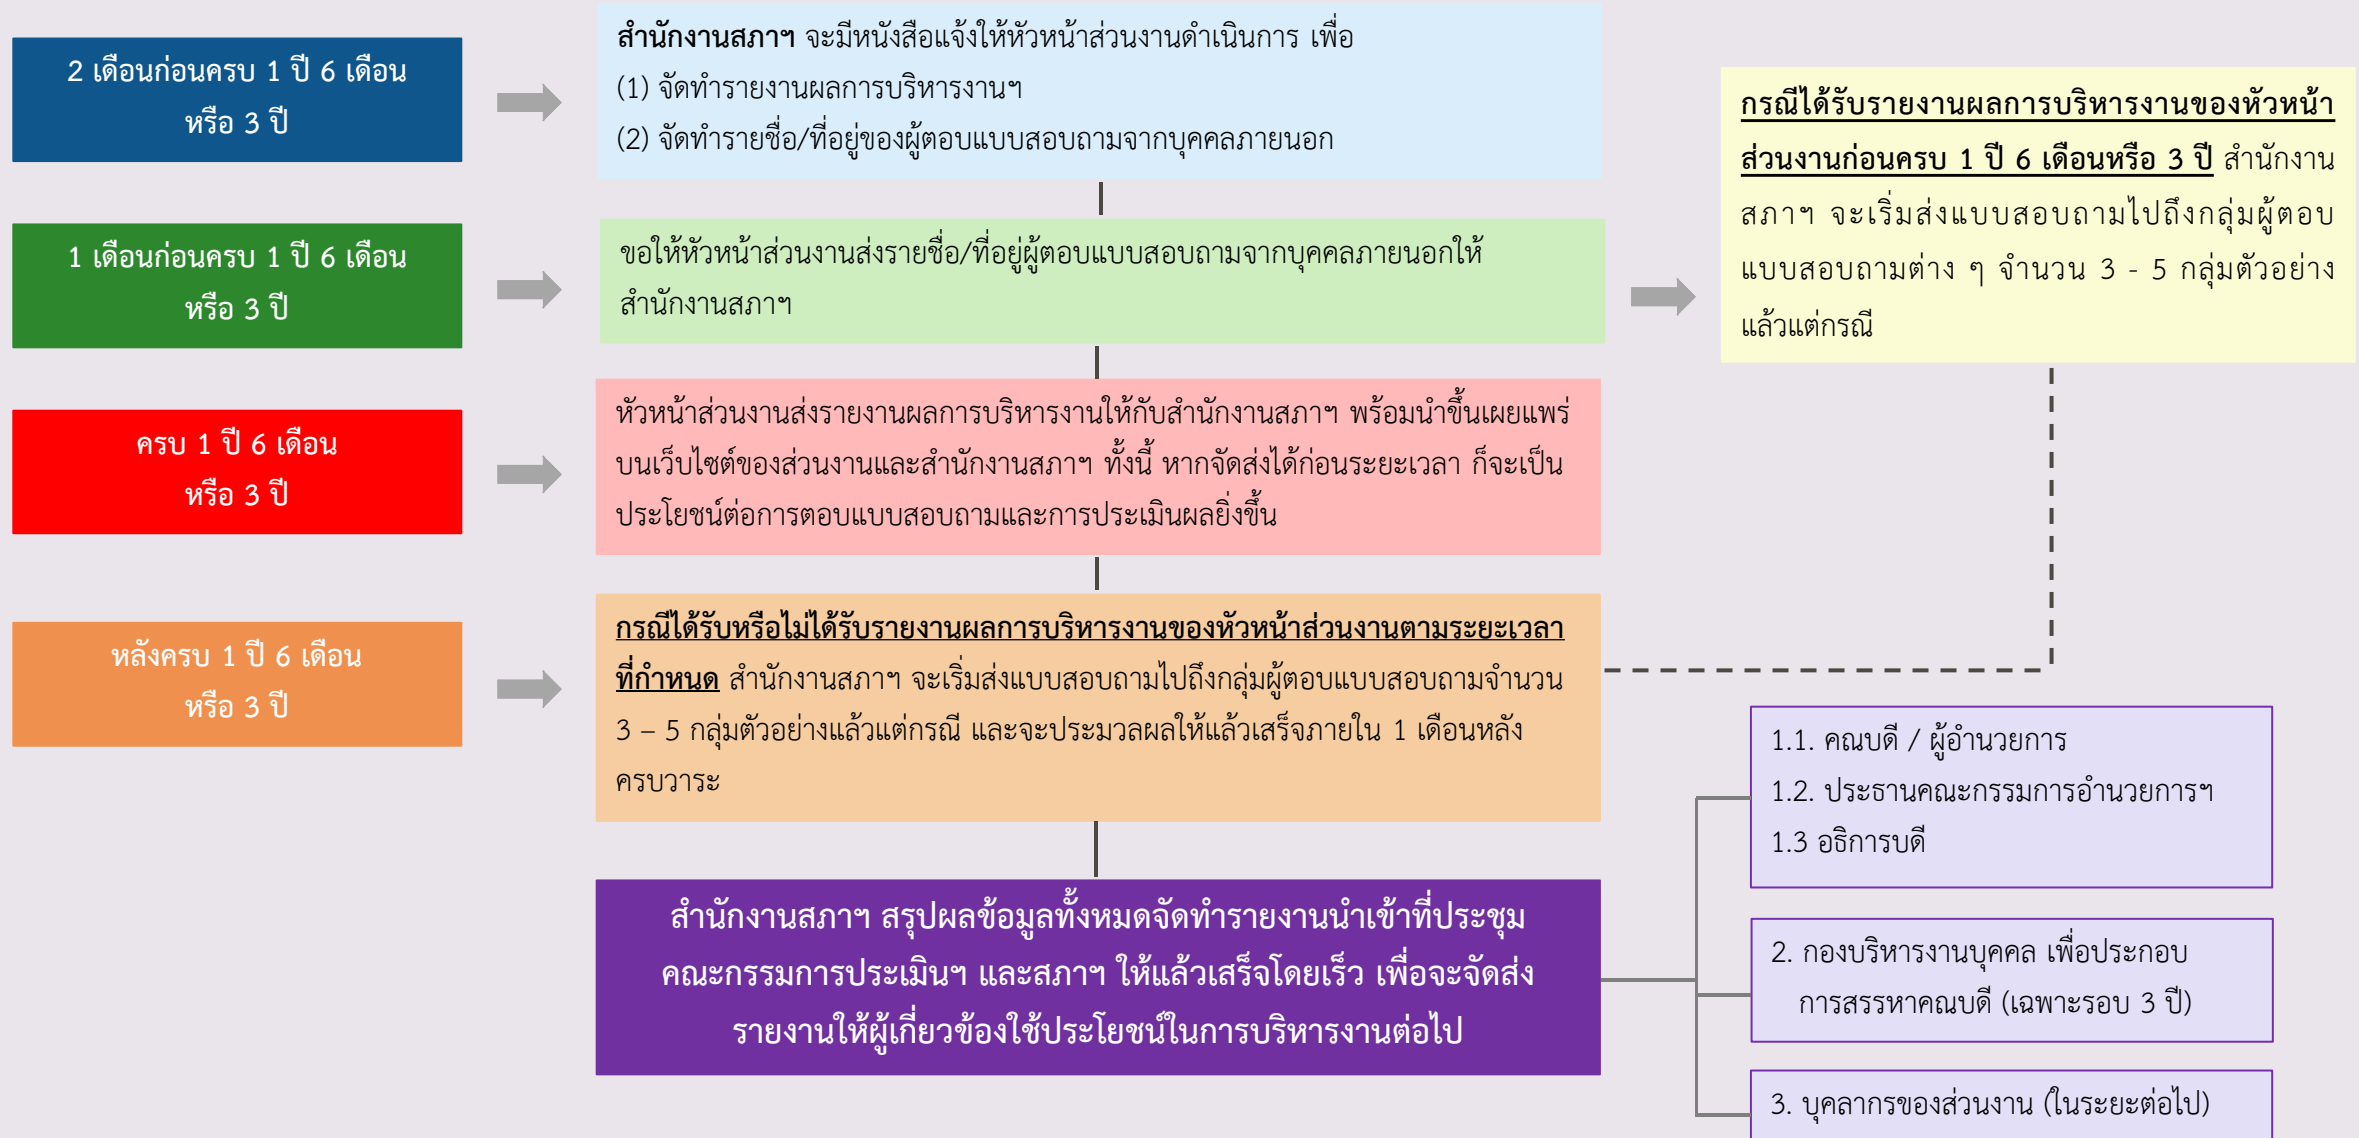 2 เดือนก่อนครบ 1 ปี 6 เดือน
หรือ 3 ปี
สำนักงานสภาฯ จะมีหนังสือแจ้งให้หัวหน้าส่วนงานดำเนินการ เพื่อ
(1) จัดทำรายงานผลการบริหารงานฯ
(2) จัดทำรายชื่อ/ที่อยู่ของผู้ตอบแบบสอบถามจากบุคคลภายนอก
1 เดือนก่อนครบ 1 ปี 6 เดือน
หรือ 3 ปี
ขอให้หัวหน้าส่วนงานส่งรายชื่อ/ที่อยู่ผู้ตอบแบบสอบถามจากบุคคลภายนอกให้
สำนักงานสภาฯ
กรณีได้รับรายงานผลการบริหารงานของหัวหน้า
ส่วนงานก่อนครบ 1 ปี 6 เดือนหรือ 3 ปี สำนักงาน
สภาฯ จะเริ่มส่งแบบสอบถามไปถึงกลุ่มผู้ตอบ
แบบสอบถามต่าง ๆ จำนวน 3 - 5 กลุ่มตัวอย่าง
แล้วแต่กรณี
ครบ 1 ปี 6 เดือน
หรือ 3 ปี
หัวหน้าส่วนงานส่งรายงานผลการบริหารงานให้กับสำนักงานสภาฯ พร้อมนำขึ้นเผยแพร่
บนเว็บไซต์ของส่วนงานและสำนักงานสภาฯ ทั้งนี้ หากจัดส่งได้ก่อนระยะเวลา ก็จะเป็น
ประโยชน์ต่อการตอบแบบสอบถามและการประเมินผลยิ่งขึ้น
หลังครบ 1 ปี 6 เดือน
หรือ 3 ปี
กรณีได้รับหรือไม่ได้รับรายงานผลการบริหารงานของหัวหน้าส่วนงานตามระยะเวลา
ที่กำหนด สำนักงานสภาฯ จะเริ่มส่งแบบสอบถามไปถึงกลุ่มผู้ตอบแบบสอบถามจำนวน
3 – 5 กลุ่มตัวอย่างแล้วแต่กรณี และจะประมวลผลให้แล้วเสร็จภายใน 1 เดือนหลัง
ครบวาระ
สำนักงานสภาฯ สรุปผลข้อมูลทั้งหมดจัดทำรายงานนำเข้าที่ประชุม
คณะกรรมการประเมินฯ และสภาฯ ให้แล้วเสร็จโดยเร็ว เพื่อจะจัดส่ง
รายงานให้ผู้เกี่ยวข้องใช้ประโยชน์ในการบริหารงานต่อไป
1.1. คณบดี / ผู้อำนวยการ
1.2. ประธานคณะกรรมการอำนวยการฯ
1.3 อธิการบดี
2. กองบริหารงานบุคคล เพื่อประกอบ
การสรรหาคณบดี (เฉพาะรอบ 3 ปี)
3. บุคลากรของส่วนงาน (ในระยะต่อไป)